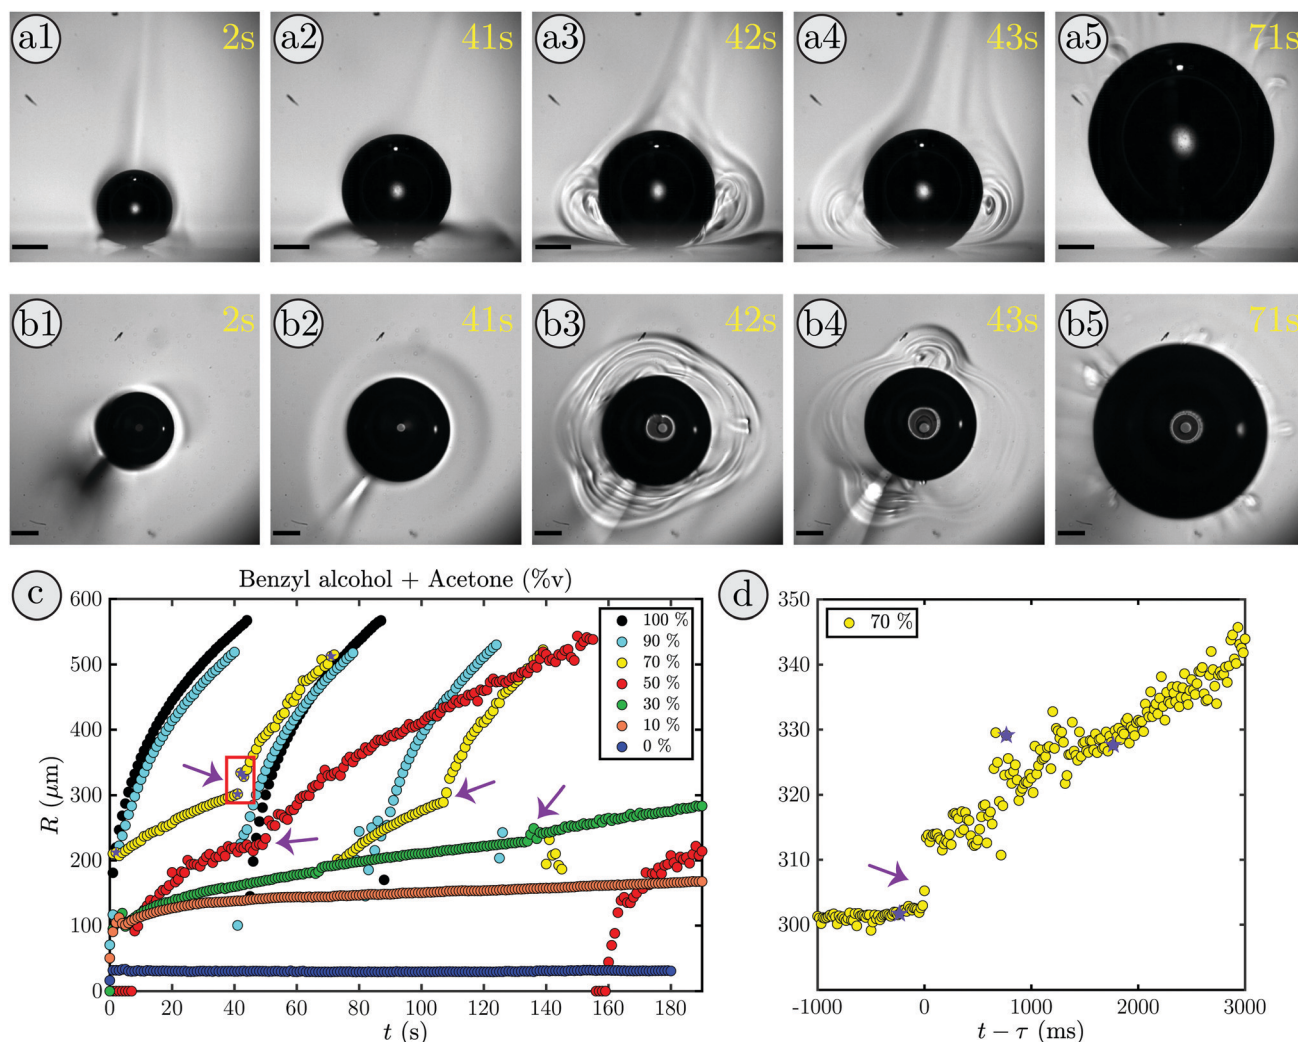 a1 2s
a2 41s
a3 42s
a4 43s
a5 71s
b1 2s
b2 41s
b3 42s
b4 43s
b5 71s
c
Benzyl alcohol + Acetone (%v)
600
500
400
300
200
100
0
R (μm)
100 %
90 %
70 %
50 %
30 %
10 %
0 %
0 20 40 60 80 100 120 140 160 180
t (s)
d
350
340
330
320
310
300
70 %
-1000 0 1000 2000 3000
t − τ (ms)